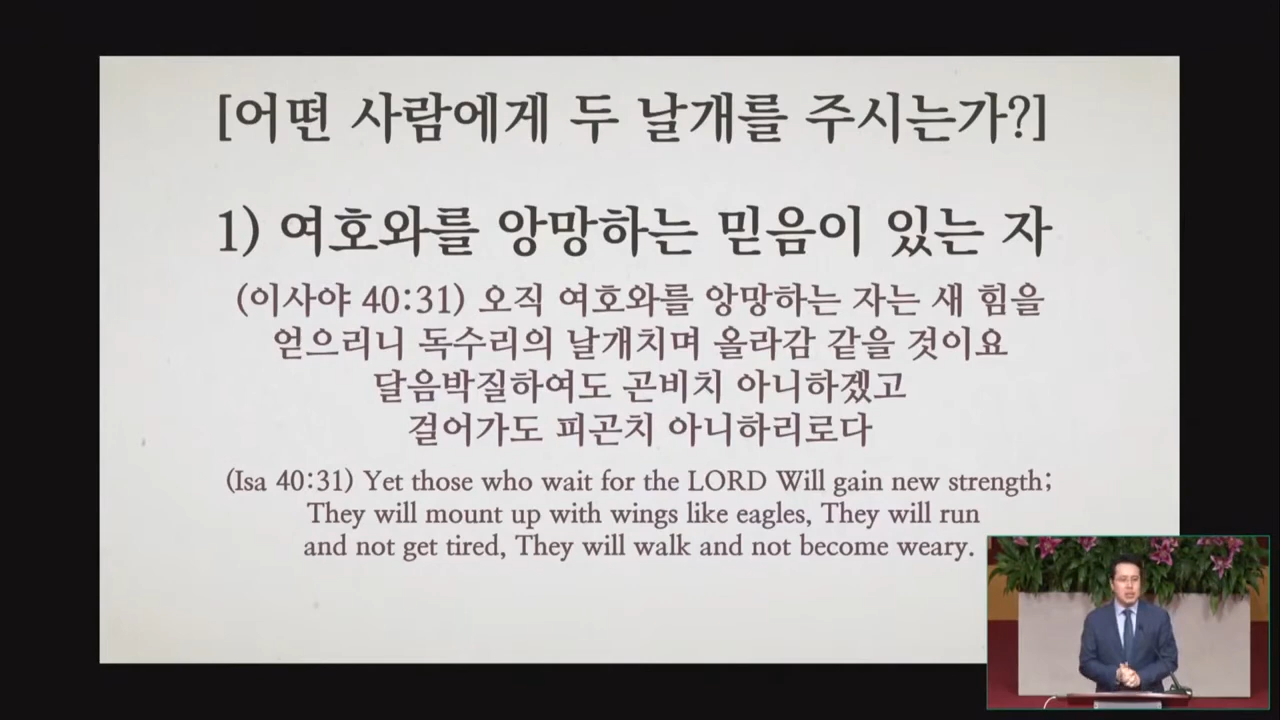 [어떤 사람에게 두 날개를 주시는가?]
1) 여호와를 앙망하는 믿음이 있는 자
(이사야 40:31) 오직 여호와를 앙망하는 자는 새 힘을
얻으리니 독수리의 날개치며 올라감 같을 것이요
달음박질하여도 곤비치 아니하겠고
걸어가도 피곤치 아니하리로다
(Isa 40:31) Yet those who wait for the LORD Will gain new strength;
They will mount up with wings like eagles, They will run
and not get tired, They will walk and not become weary.